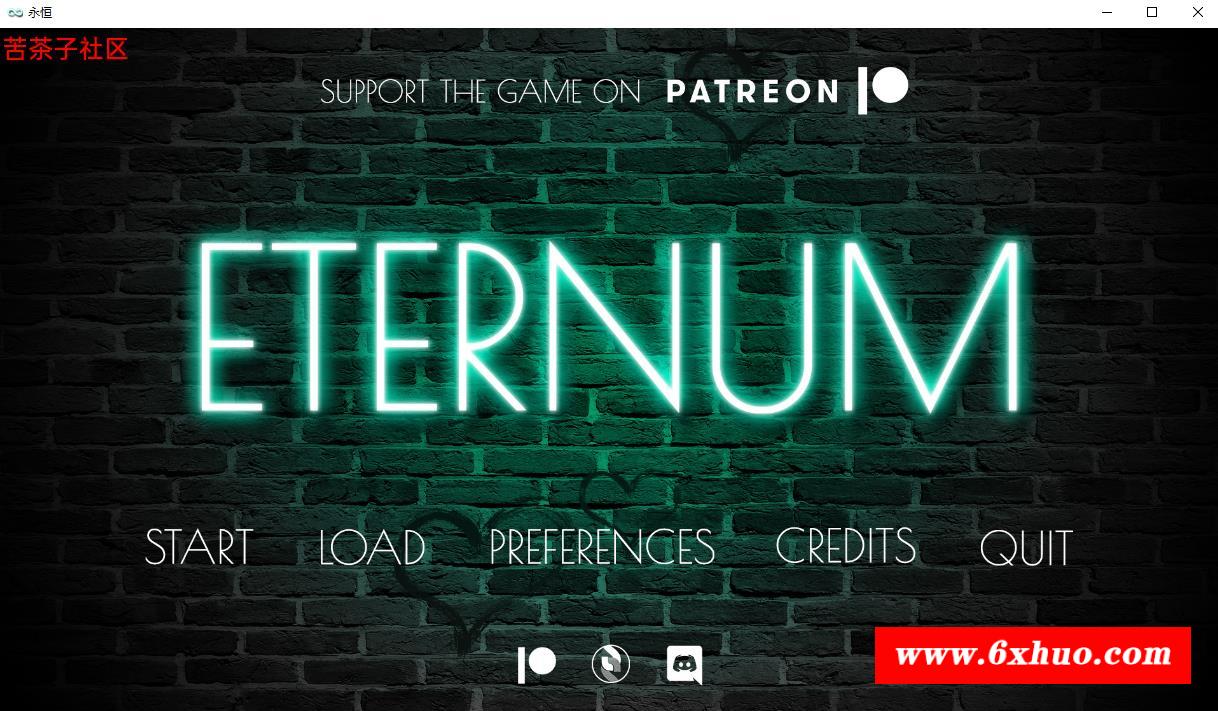 永恒
苦茶子社区
SUPPORT THE GAME ON PATREON
ETERNUM
START LOAD PREFERENCES CREDITS QUIT
www.6xhuo.com